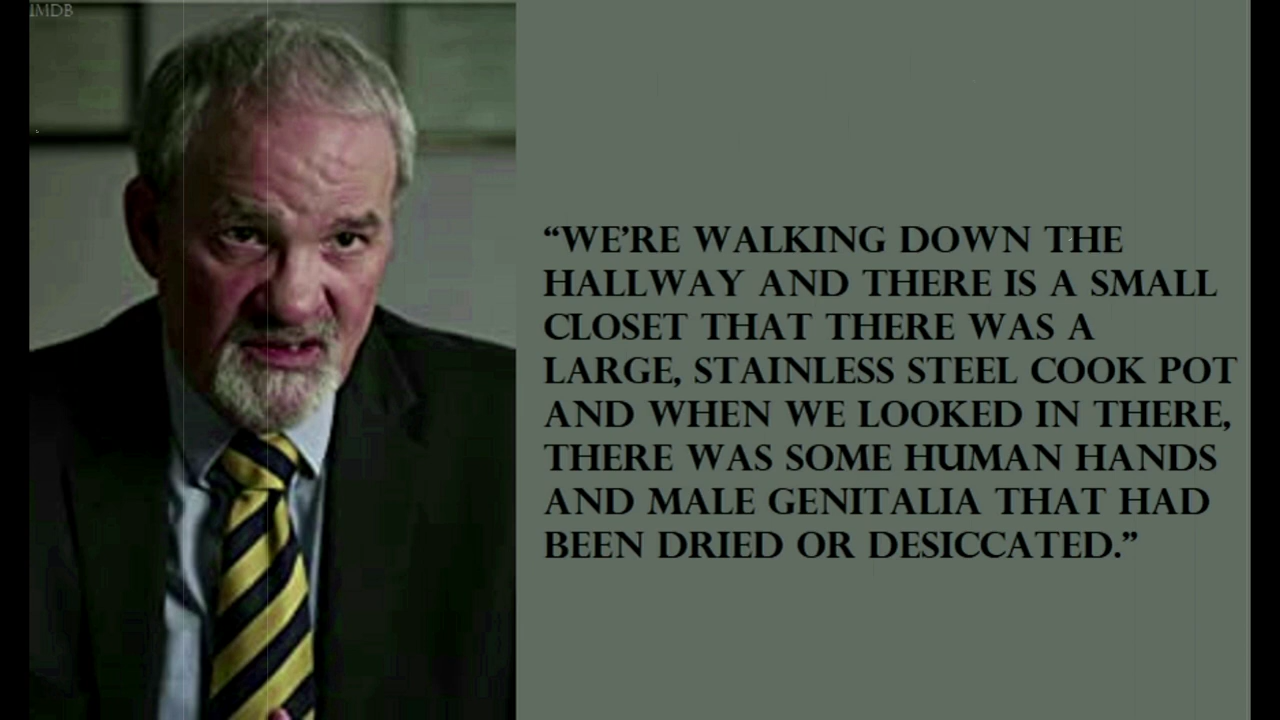 IMDB
“WE’RE WALKING DOWN THE
HALLWAY AND THERE IS A SMALL
CLOSET THAT THERE WAS A
LARGE, STAINLESS STEEL COOK POT
AND WHEN WE LOOKED IN THERE,
THERE WAS SOME HUMAN HANDS
AND MALE GENITALIA THAT HAD
BEEN DRIED OR DESICCATED.”